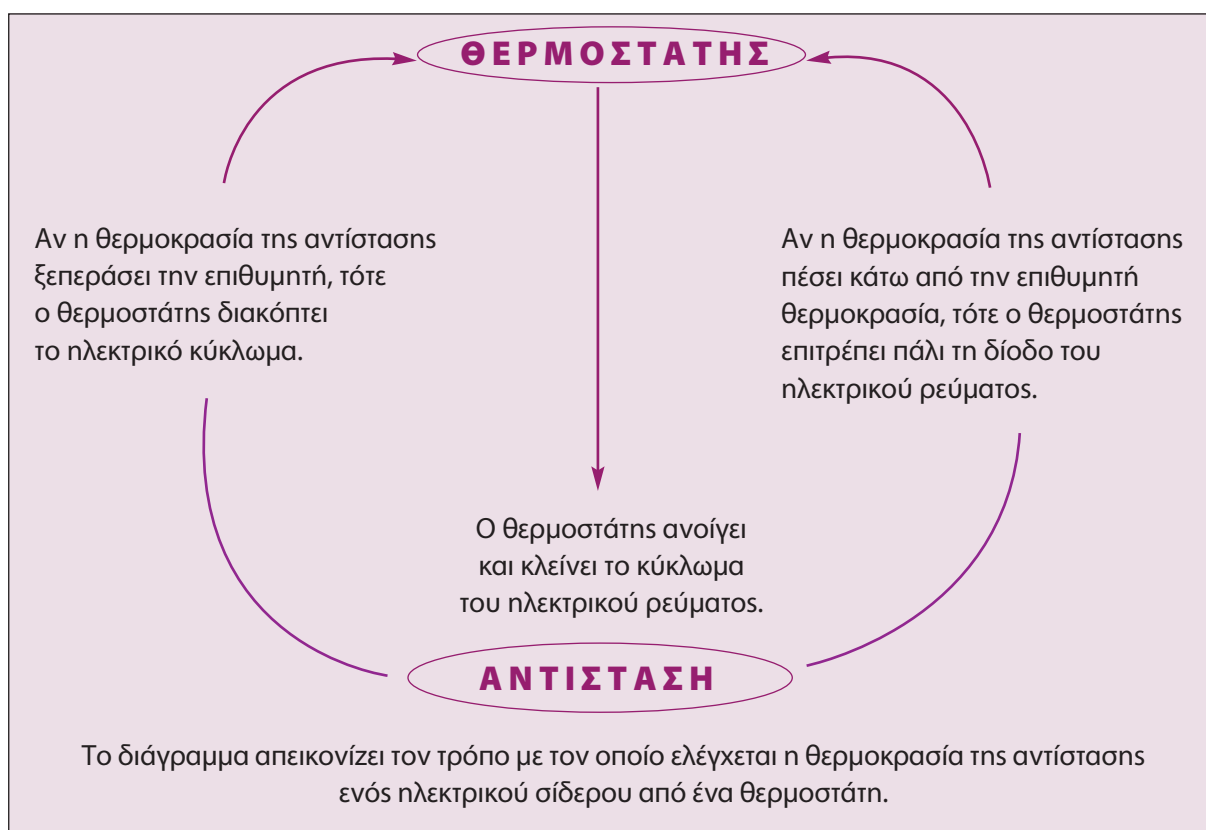 ΘΕΡΜΟΣΤΑΤΗΣ
Αν η θερμοκρασία της αντίστασης
ξεπεράσει την επιθυμητή, τότε
ο θερμοστάτης διακόπτει
το ηλεκτρικό κύκλωμα.
Αν η θερμοκρασία της αντίστασης
πέσει κάτω από την επιθυμητή
θερμοκρασία, τότε ο θερμοστάτης
επιτρέπει πάλι τη δίοδο του
ηλεκτρικού ρεύματος.
Ο θερμοστάτης ανοίγει
και κλείνει το κύκλωμα
του ηλεκτρικού ρεύματος.
ΑΝΤΙΣΤΑΣΗ
Το διάγραμμα απεικονίζει τον τρόπο με τον οποίο ελέγχεται η θερμοκρασία της αντίστασης
ενός ηλεκτρικού σίδερου από ένα θερμοστάτη.